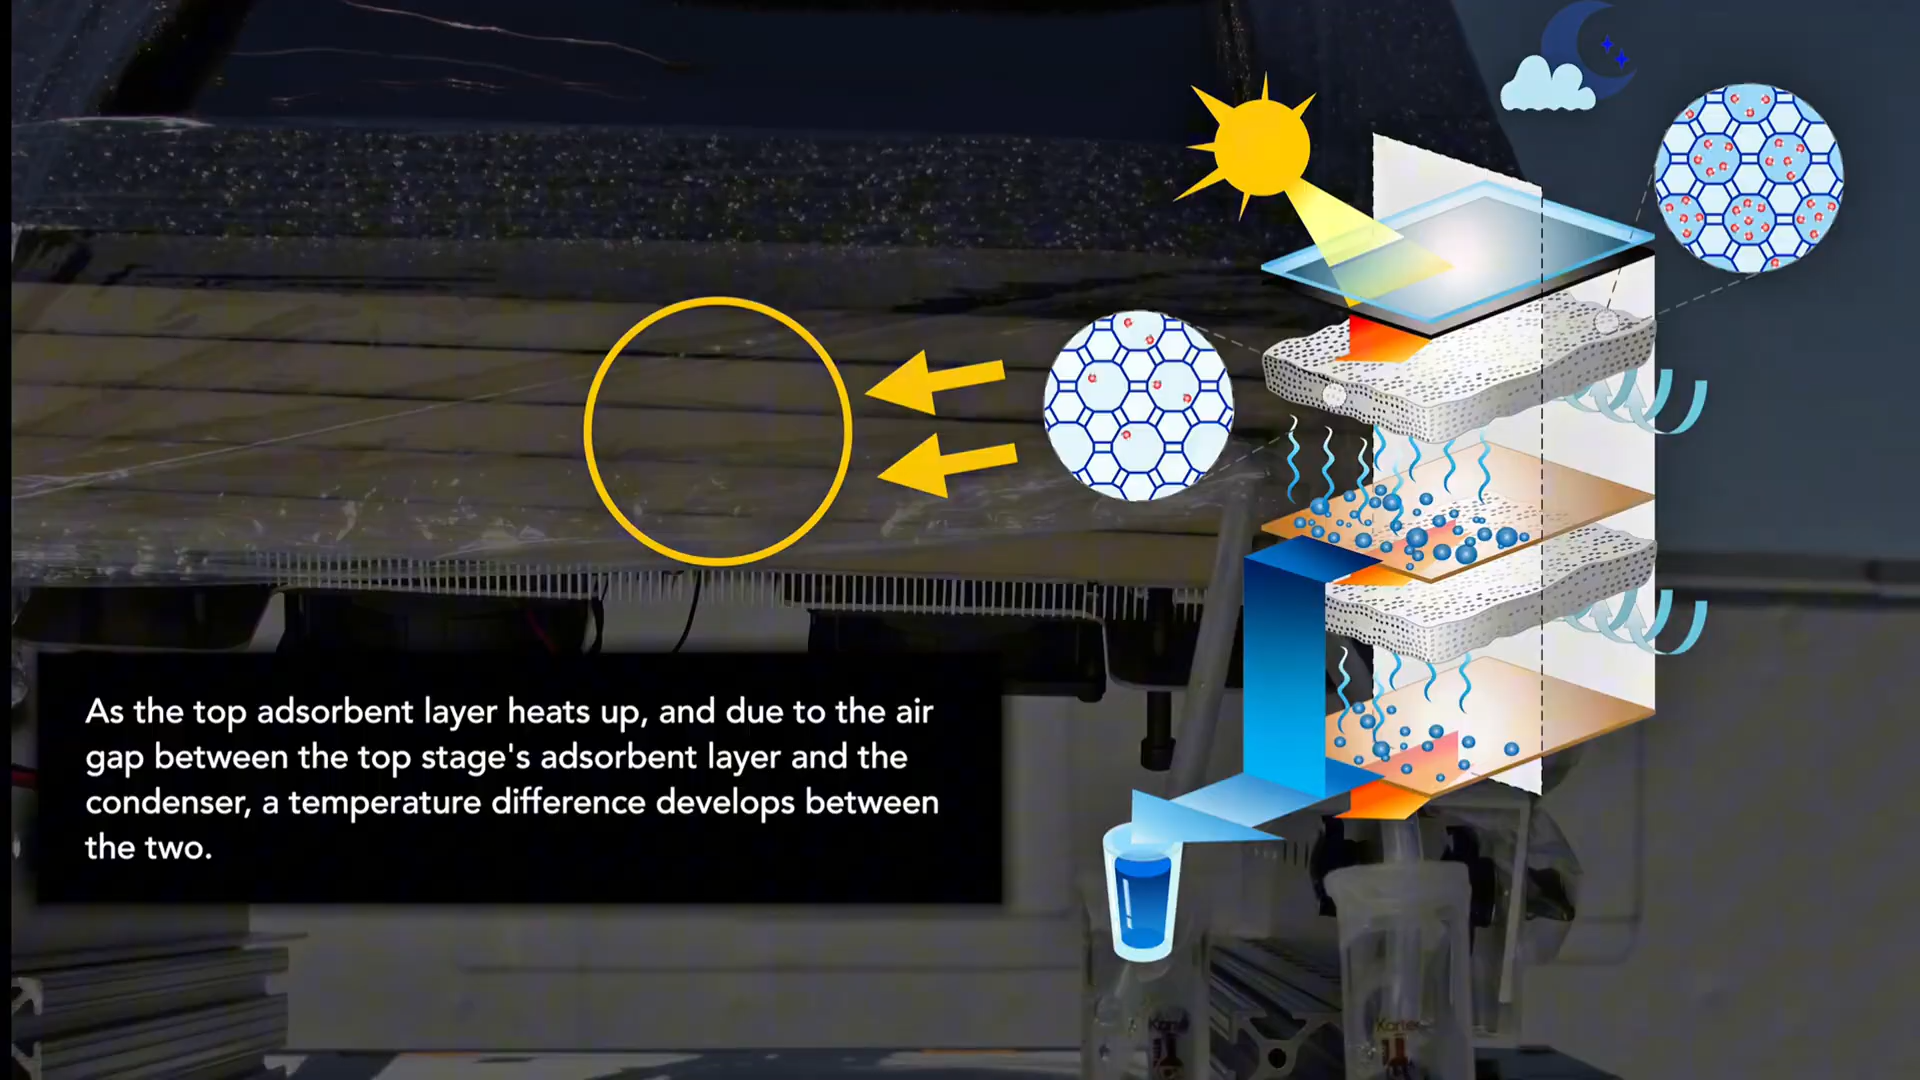 As the top adsorbent layer heats up, and due to the air
gap between the top stage's adsorbent layer and the
condenser, a temperature difference develops between
the two.